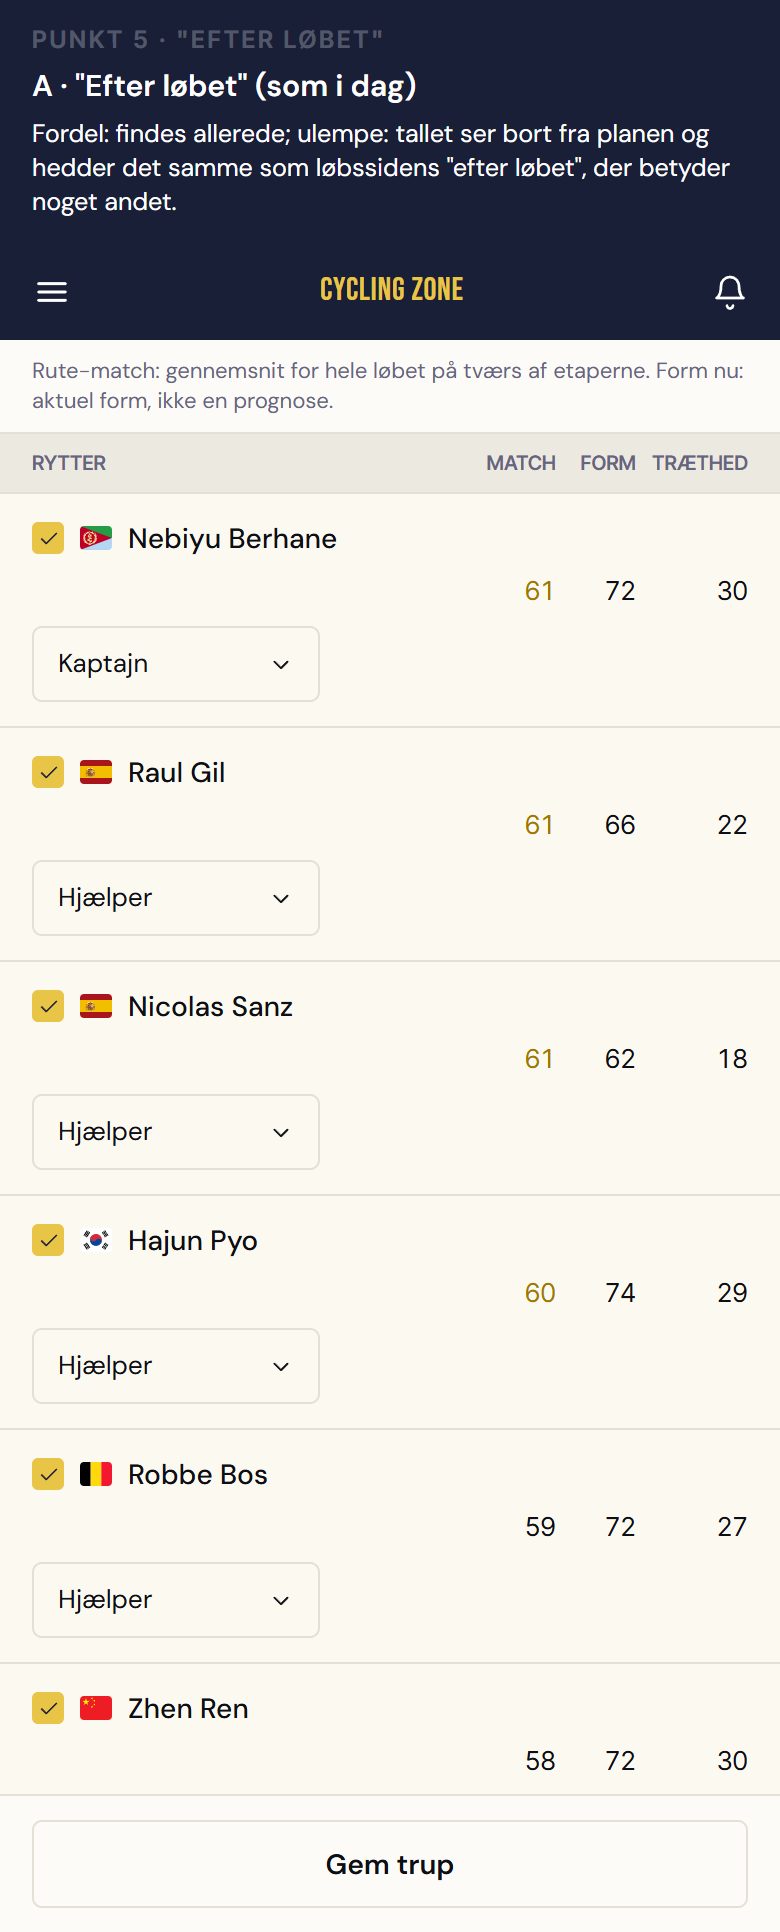 PUNKT 5 · "EFTER LØBET"
A · "Efter løbet" (som i dag)
Fordel: findes allerede; ulempe: tallet ser bort fra planen og
hedder det samme som løbssidens "efter løbet", der betyder
noget andet.
CYCLING ZONE
Rute-match: gennemsnit for hele løbet på tværs af etaperne. Form nu:
aktuel form, ikke en prognose.
RYTTER MATCH FORM TRÆTHED
Nebiyu Berhane
61 72 30
Kaptajn
Raul Gil
61 66 22
Hjælper
Nicolas Sanz
61 62 18
Hjælper
Hajun Pyo
60 74 29
Hjælper
Robbe Bos
59 72 27
Hjælper
Zhen Ren
58 72 30
Gem trup